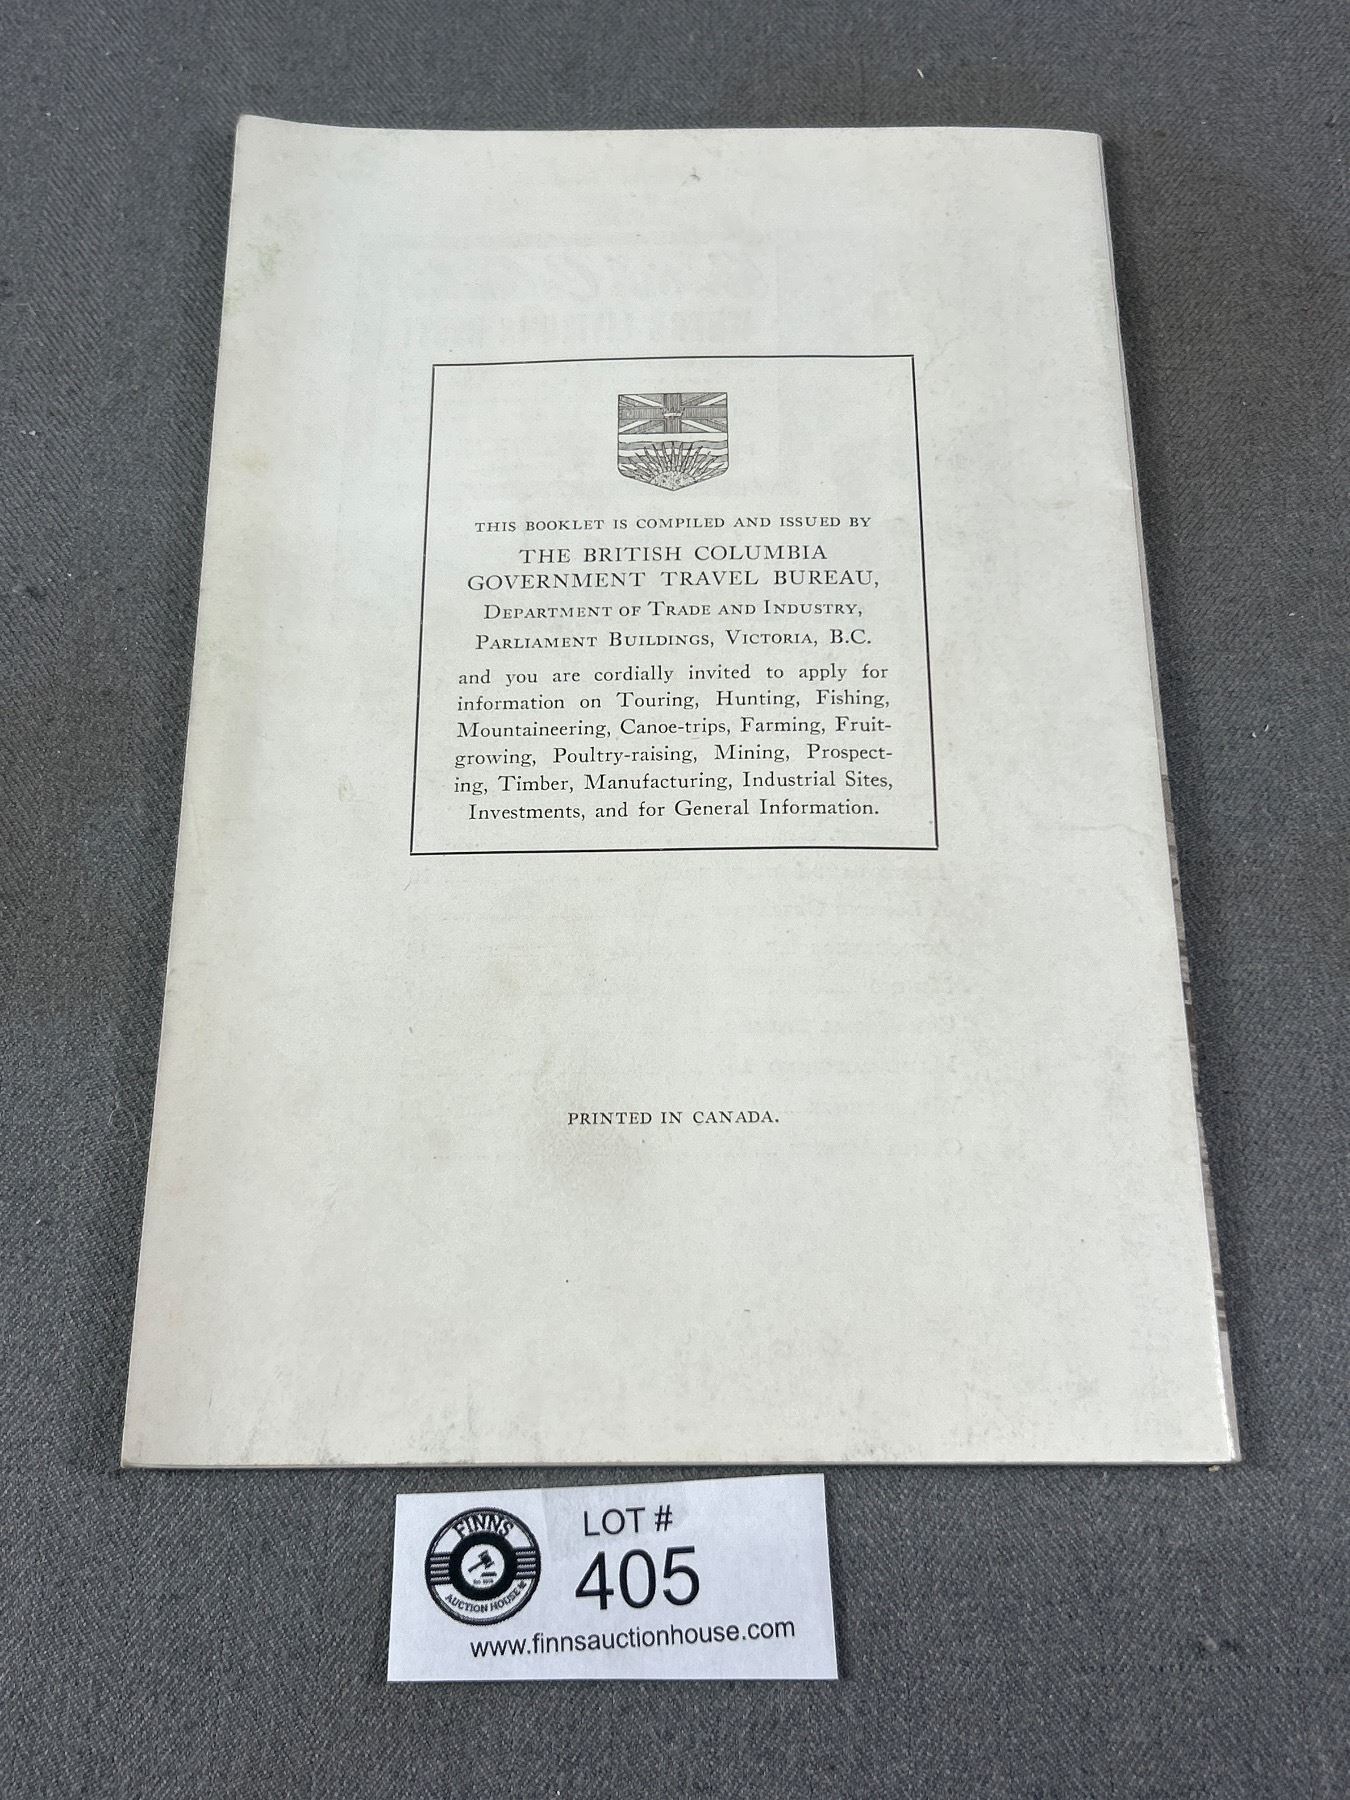 THIS BOOKLET IS COMPILED AND ISSUED BY
THE BRITISH COLUMBIA
GOVERNMENT TRAVEL BUREAU,
DEPARTMENT OF TRADE AND INDUSTRY,
PARLIAMENT BUILDINGS, VICTORIA, B.C.
and you are cordially invited to apply for
information on Touring, Hunting, Fishing,
Mountaineering, Canoe-trips, Farming, Fruit-
growing, Poultry-raising, Mining, Prospect-
ing, Timber, Manufacturing, Industrial Sites,
Investments, and for General Information.
PRINTED IN CANADA.
FINNS
AUCTION HOUSE
LOT #
405
www.finnsauctionhouse.com